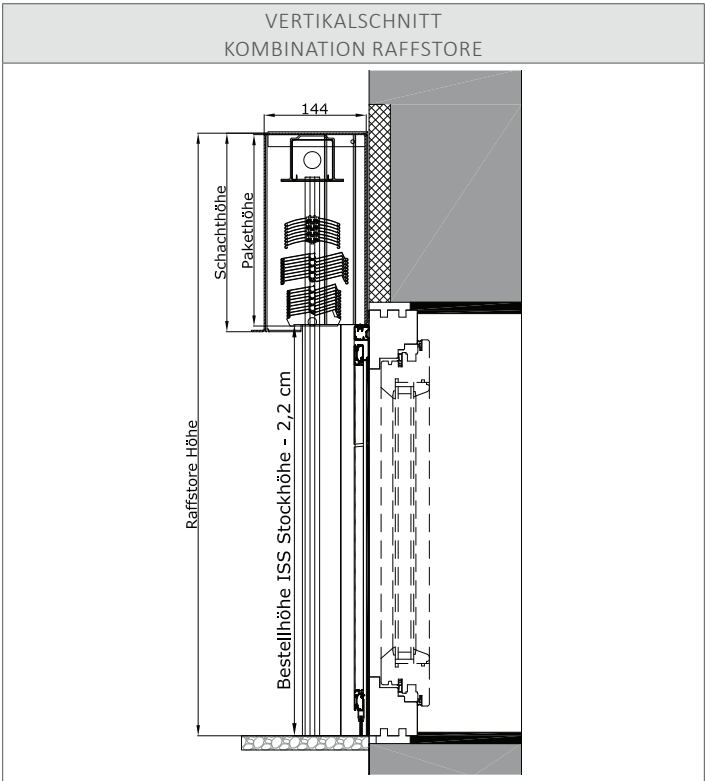 VERTIKALSCHNITT
KOMBINATION RAFFSTORE
144
Schachthöhe
Pakethöhe
Raffstore Höhe
Bestellhöhe ISS Stockhöhe - 2,2 cm